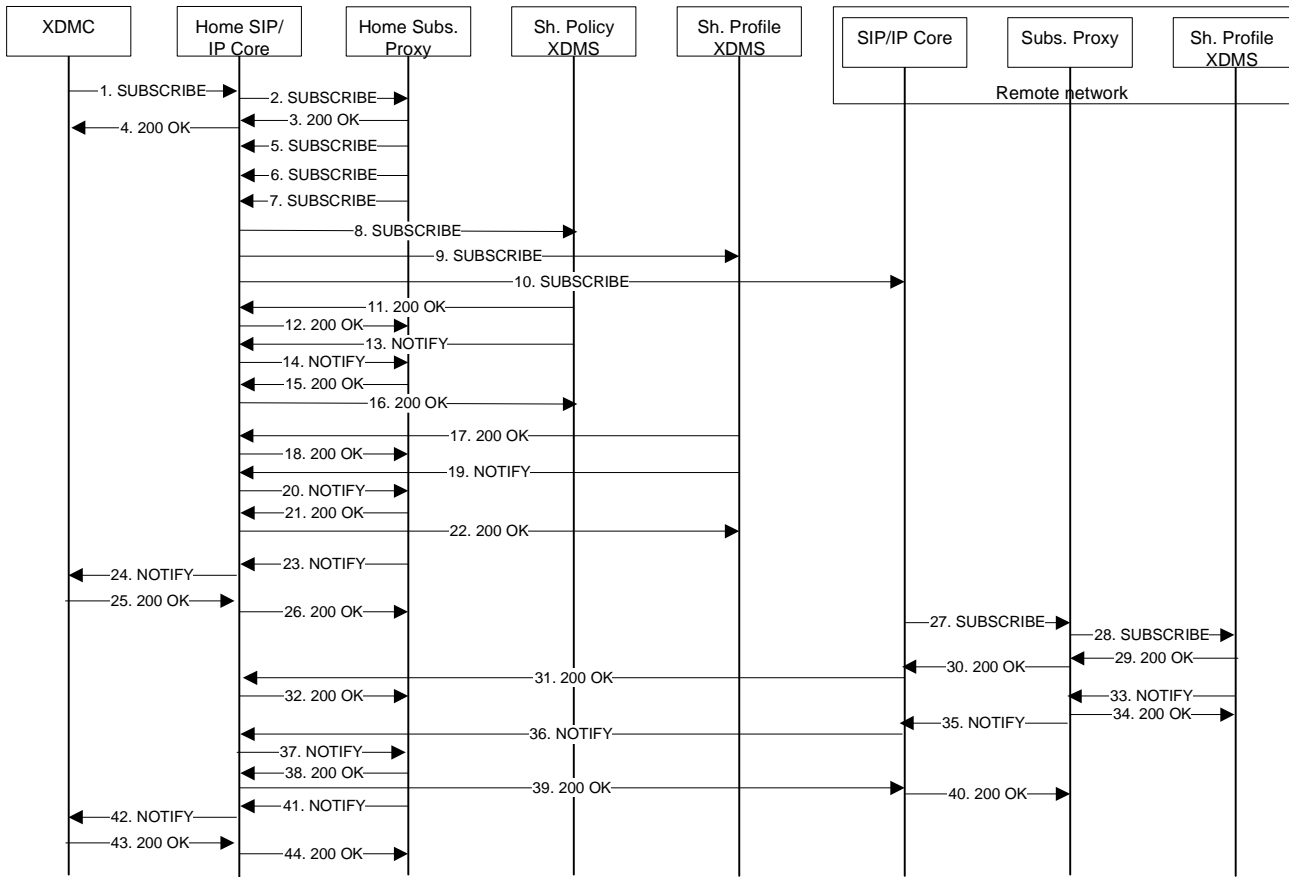 XDMC
Home SIP/
IP Core
Home Subs.
Proxy
Sh. Policy
XDMS
Sh. Profile
XDMS
SIP/IP Core
Subs. Proxy
Sh. Profile
XDMS
Remote network
1. SUBSCRIBE
2. SUBSCRIBE
3. 200 OK
4. 200 OK
5. SUBSCRIBE
6. SUBSCRIBE
7. SUBSCRIBE
8. SUBSCRIBE
9. SUBSCRIBE
10. SUBSCRIBE
11. 200 OK
12. 200 OK
13. NOTIFY
14. NOTIFY
15. 200 OK
16. 200 OK
17. 200 OK
18. 200 OK
19. NOTIFY
20. NOTIFY
21. 200 OK
22. 200 OK
23. NOTIFY
24. NOTIFY
25. 200 OK
26. 200 OK
27. SUBSCRIBE
28. SUBSCRIBE
29. 200 OK
30. 200 OK
31. 200 OK
32. 200 OK
33. NOTIFY
34. 200 OK
35. NOTIFY
36. NOTIFY
37. NOTIFY
38. 200 OK
39. 200 OK
40. 200 OK
41. NOTIFY
42. NOTIFY
43. 200 OK
44. 200 OK